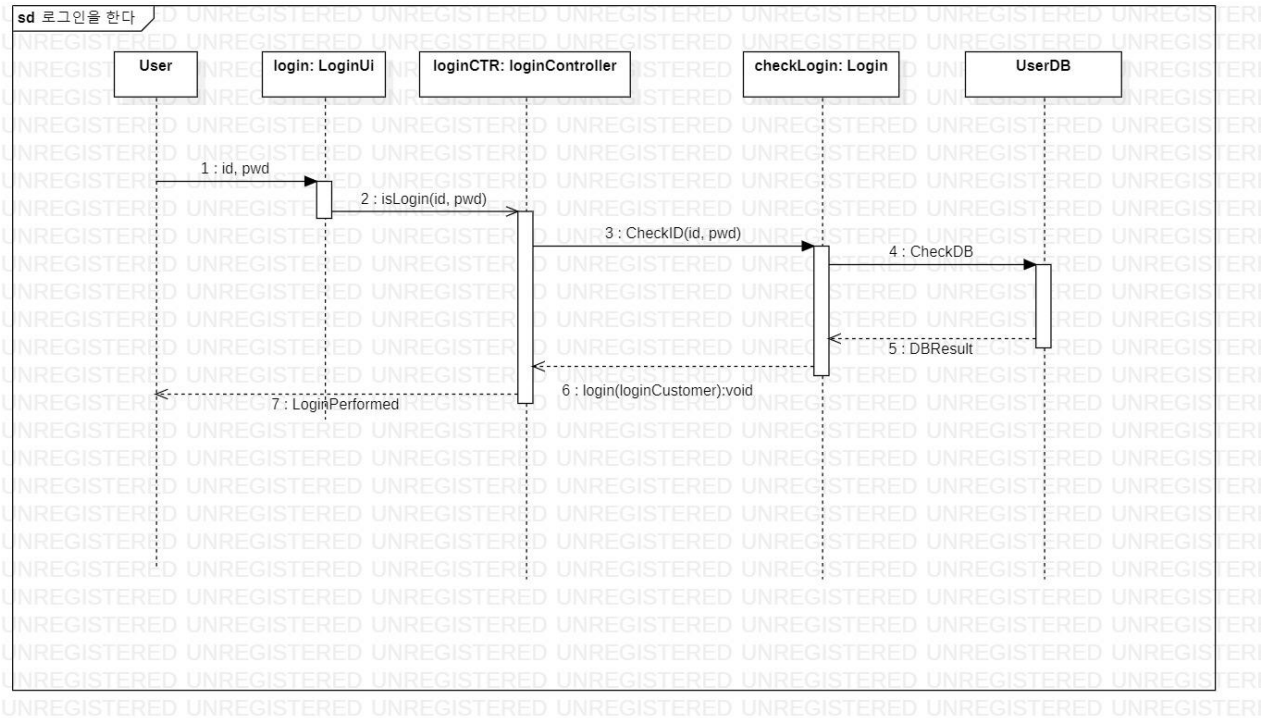 sd 로그인을 한다
User
login: LoginUi
loginCTR: loginController
checkLogin: Login
UserDB
1 : id, pwd
2 : isLogin(id, pwd)
3 : CheckID(id, pwd)
4 : CheckDB
5 : DBResult
6 : login(loginCustomer):void
7 : LoginPerformed
UNREGISTERED